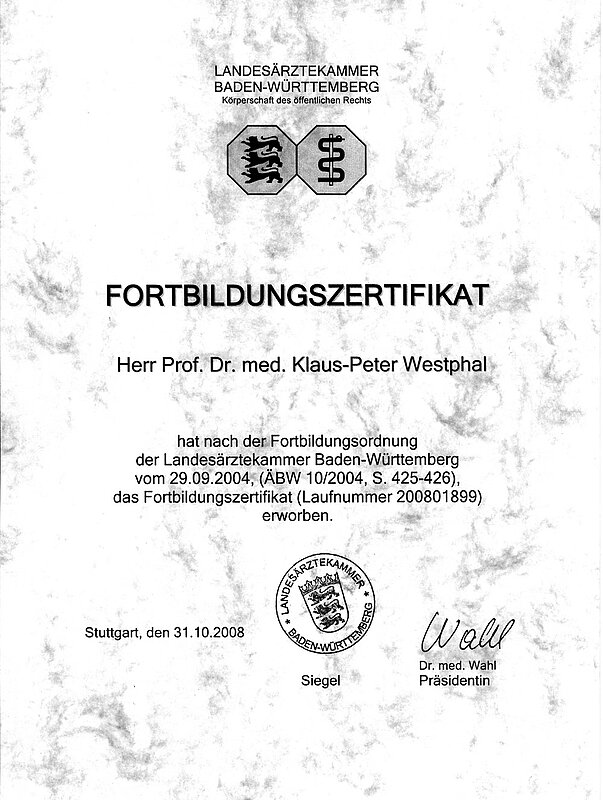 LANDESÄRZTEKAMMER
BADEN-WÜRTTEMBERG
Körperschaft des öffentlichen Rechts
FORTBILDUNGSZERTIFIKAT
Herr Prof. Dr. med. Klaus-Peter Westphal
hat nach der Fortbildungsordnung
der Landesärztekammer Baden-Württemberg
vom 29.09.2004, (ÄBW 10/2004, S. 425-426),
das Fortbildungszertifikat (Laufnummer 200801899)
erworben.
LANDESÄRZTEKAMMER
BADEN-WÜRTTEMBERG
Stuttgart, den 31.10.2008
Wahl
Dr. med. Wahl
Siegel
Präsidentin